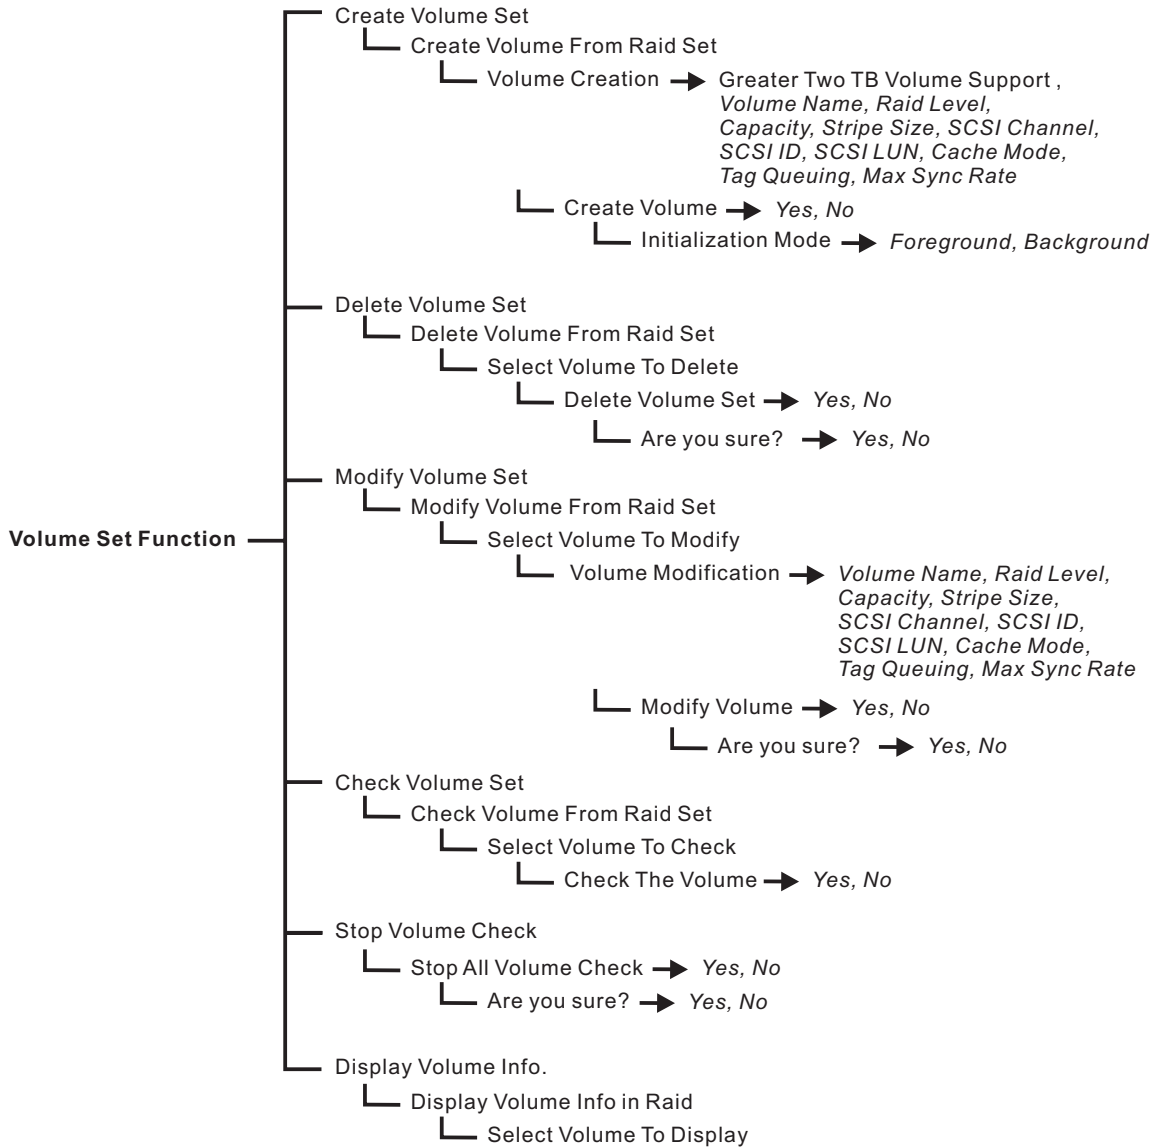 Create Volume Set
Create Volume From Raid Set
Volume Creation
Greater Two TB Volume Support ,
Volume Name, Raid Level,
Capacity, Stripe Size, SCSI Channel,
SCSI ID, SCSI LUN, Cache Mode,
Tag Queuing, Max Sync Rate
Create Volume
Yes, No
Initialization Mode
Foreground, Background
Delete Volume Set
Delete Volume From Raid Set
Select Volume To Delete
Delete Volume Set
Yes, No
Are you sure?
Yes, No
Modify Volume Set
Modify Volume From Raid Set
Volume Set Function
Select Volume To Modify
Volume Modification
Volume Name, Raid Level,
Capacity, Stripe Size,
SCSI Channel, SCSI ID,
SCSI LUN, Cache Mode,
Tag Queuing, Max Sync Rate
Modify Volume
Yes, No
Are you sure?
Yes, No
Check Volume Set
Check Volume From Raid Set
Select Volume To Check
Check The Volume
Yes, No
Stop Volume Check
Stop All Volume Check
Yes, No
Are you sure?
Yes, No
Display Volume Info.
Display Volume Info in Raid
Select Volume To Display